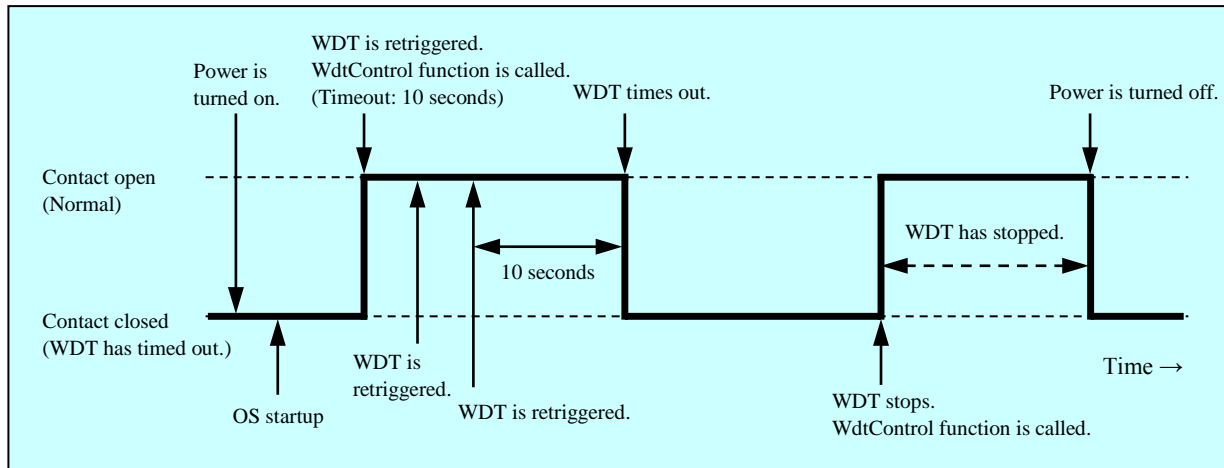 WDT is retriggered.
WdtControl function is called.
(Timeout: 10 seconds)
Power is
turned on.
WDT times out.
Power is turned off.
Contact open
(Normal)
WDT has stopped.
10 seconds
Contact closed
(WDT has timed out.)
WDT is
retriggered.
Time →
OS startup
WDT is retriggered.
WDT stops.
WdtControl function is called.